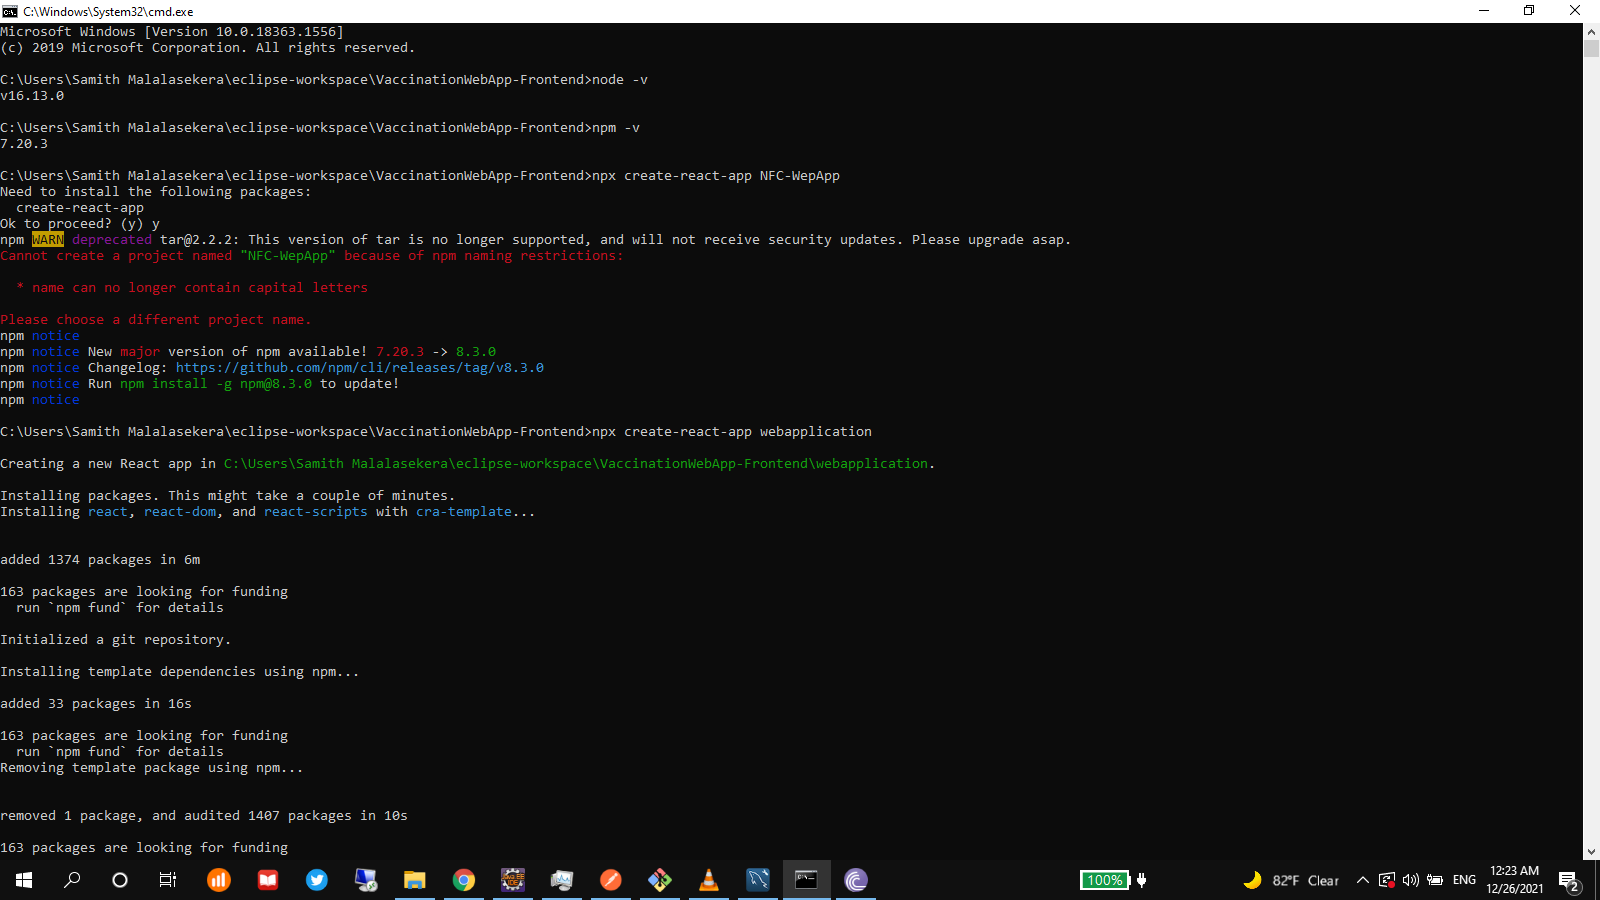 C:\Windows\System32\cmd.exe
Microsoft Windows [Version 10.0.18363.1556]
(c) 2019 Microsoft Corporation. All rights reserved.
C:\Users\Samith Malalasekera\eclipse-workspace\VaccinationWebApp-Frontend>node -v
v16.13.0
C:\Users\Samith Malalasekera\eclipse-workspace\VaccinationWebApp-Frontend>npm -v
7.20.3
C:\Users\Samith Malalasekera\eclipse-workspace\VaccinationWebApp-Frontend>npx create-react-app NFC-WepApp
Need to install the following packages:
  create-react-app
Ok to proceed? (y) y
npm WARN deprecated tar@2.2.2: This version of tar is no longer supported, and will not receive security updates. Please upgrade asap.
Cannot create a project named "NFC-WepApp" because of npm naming restrictions:
  * name can no longer contain capital letters
Please choose a different project name.
npm notice
npm notice New major version of npm available! 7.20.3 -> 8.3.0
npm notice Changelog: https://github.com/npm/cli/releases/tag/v8.3.0
npm notice Run npm install -g npm@8.3.0 to update!
npm notice
C:\Users\Samith Malalasekera\eclipse-workspace\VaccinationWebApp-Frontend>npx create-react-app webapplication
Creating a new React app in C:\Users\Samith Malalasekera\eclipse-workspace\VaccinationWebApp-Frontend\webapplication.
Installing packages. This might take a couple of minutes.
Installing react, react-dom, and react-scripts with cra-template...
added 1374 packages in 6m
163 packages are looking for funding
  run `npm fund` for details
Initialized a git repository.
Installing template dependencies using npm...
added 33 packages in 16s
163 packages are looking for funding
  run `npm fund` for details
Removing template package using npm...
removed 1 package, and audited 1407 packages in 10s
163 packages are looking for funding
100%
82°F Clear
ENG
12:23 AM
12/26/2021
2